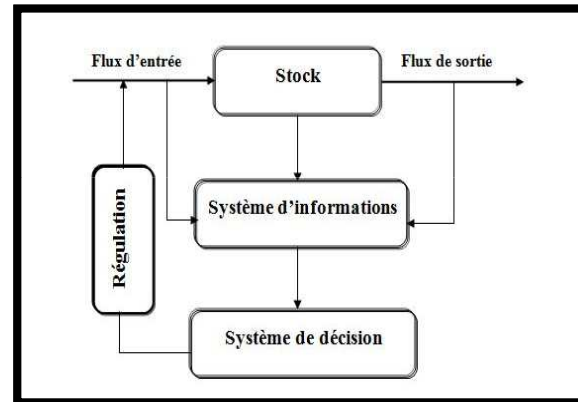 Flux d'entrée
Stock
Flux de sortie
Système d'informations
Régulation
Système de décision